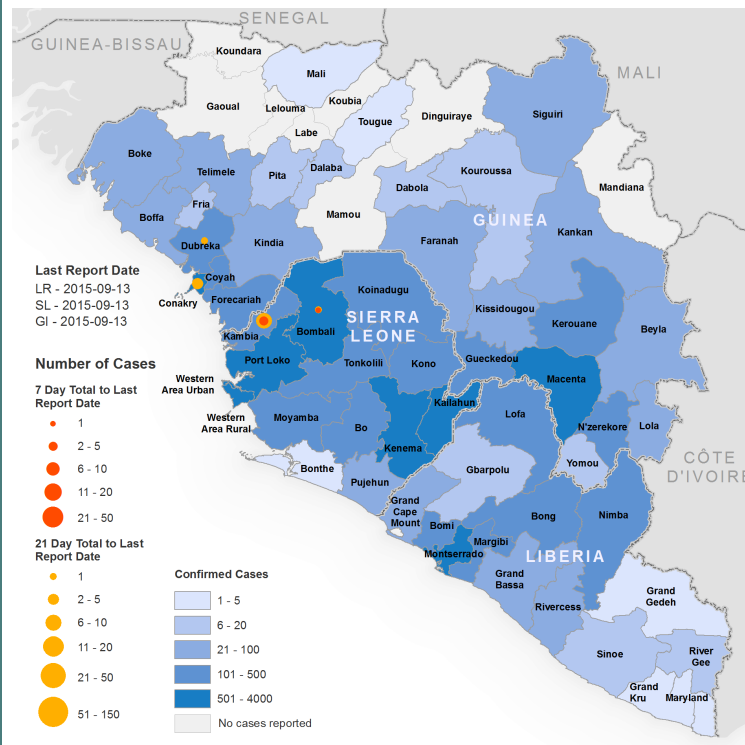 SENEGAL
GUINEA-BISSAU
MALI
Koundara
Mali
Gaoual
Lelouma
Koubia
Labe
Tougue
Dinguiraye
Siguiri
Boke
Telimele
Pita
Dalaba
Dabola
Kouroussa
Mandiana
Fria
Boffa
Mamou
GUINEA
Kankan
Dubreka
Kindia
Faranah
Coyah
Conakry
Forecariah
Koinadugu
Kissidougou
Kerouane
Beyla
SIERRA
LEONE
Bombali
Kambia
Port Loko
Tonkolili
Kono
Gueckedou
Macenta
Western
Area Urban
Western
Area Rural
Moyamba
Bo
Kailahun
Kenema
Lofa
N'zerekore
Lola
Bonthe
Pujehun
Gbarpolu
Yomou
CÔTE
D'IVOIRE
Grand
Cape
Mount
Bomi
Bong
Nimba
Margibi
Montserrado
LIBERIA
Grand
Bassa
Rivercess
Grand
Gedeh
Sinoe
River
Gee
Grand
Kru
Maryland
Last Report Date
LR - 2015-09-13
SL - 2015-09-13
GI - 2015-09-13
Number of Cases
7 Day Total to Last
Report Date
1
2 - 5
6 - 10
11 - 20
21 - 50
21 Day Total to Last
Report Date
1
2 - 5
6 - 10
11 - 20
21 - 50
51 - 150
Confirmed Cases
1 - 5
6 - 20
21 - 100
101 - 500
501 - 4000
No cases reported